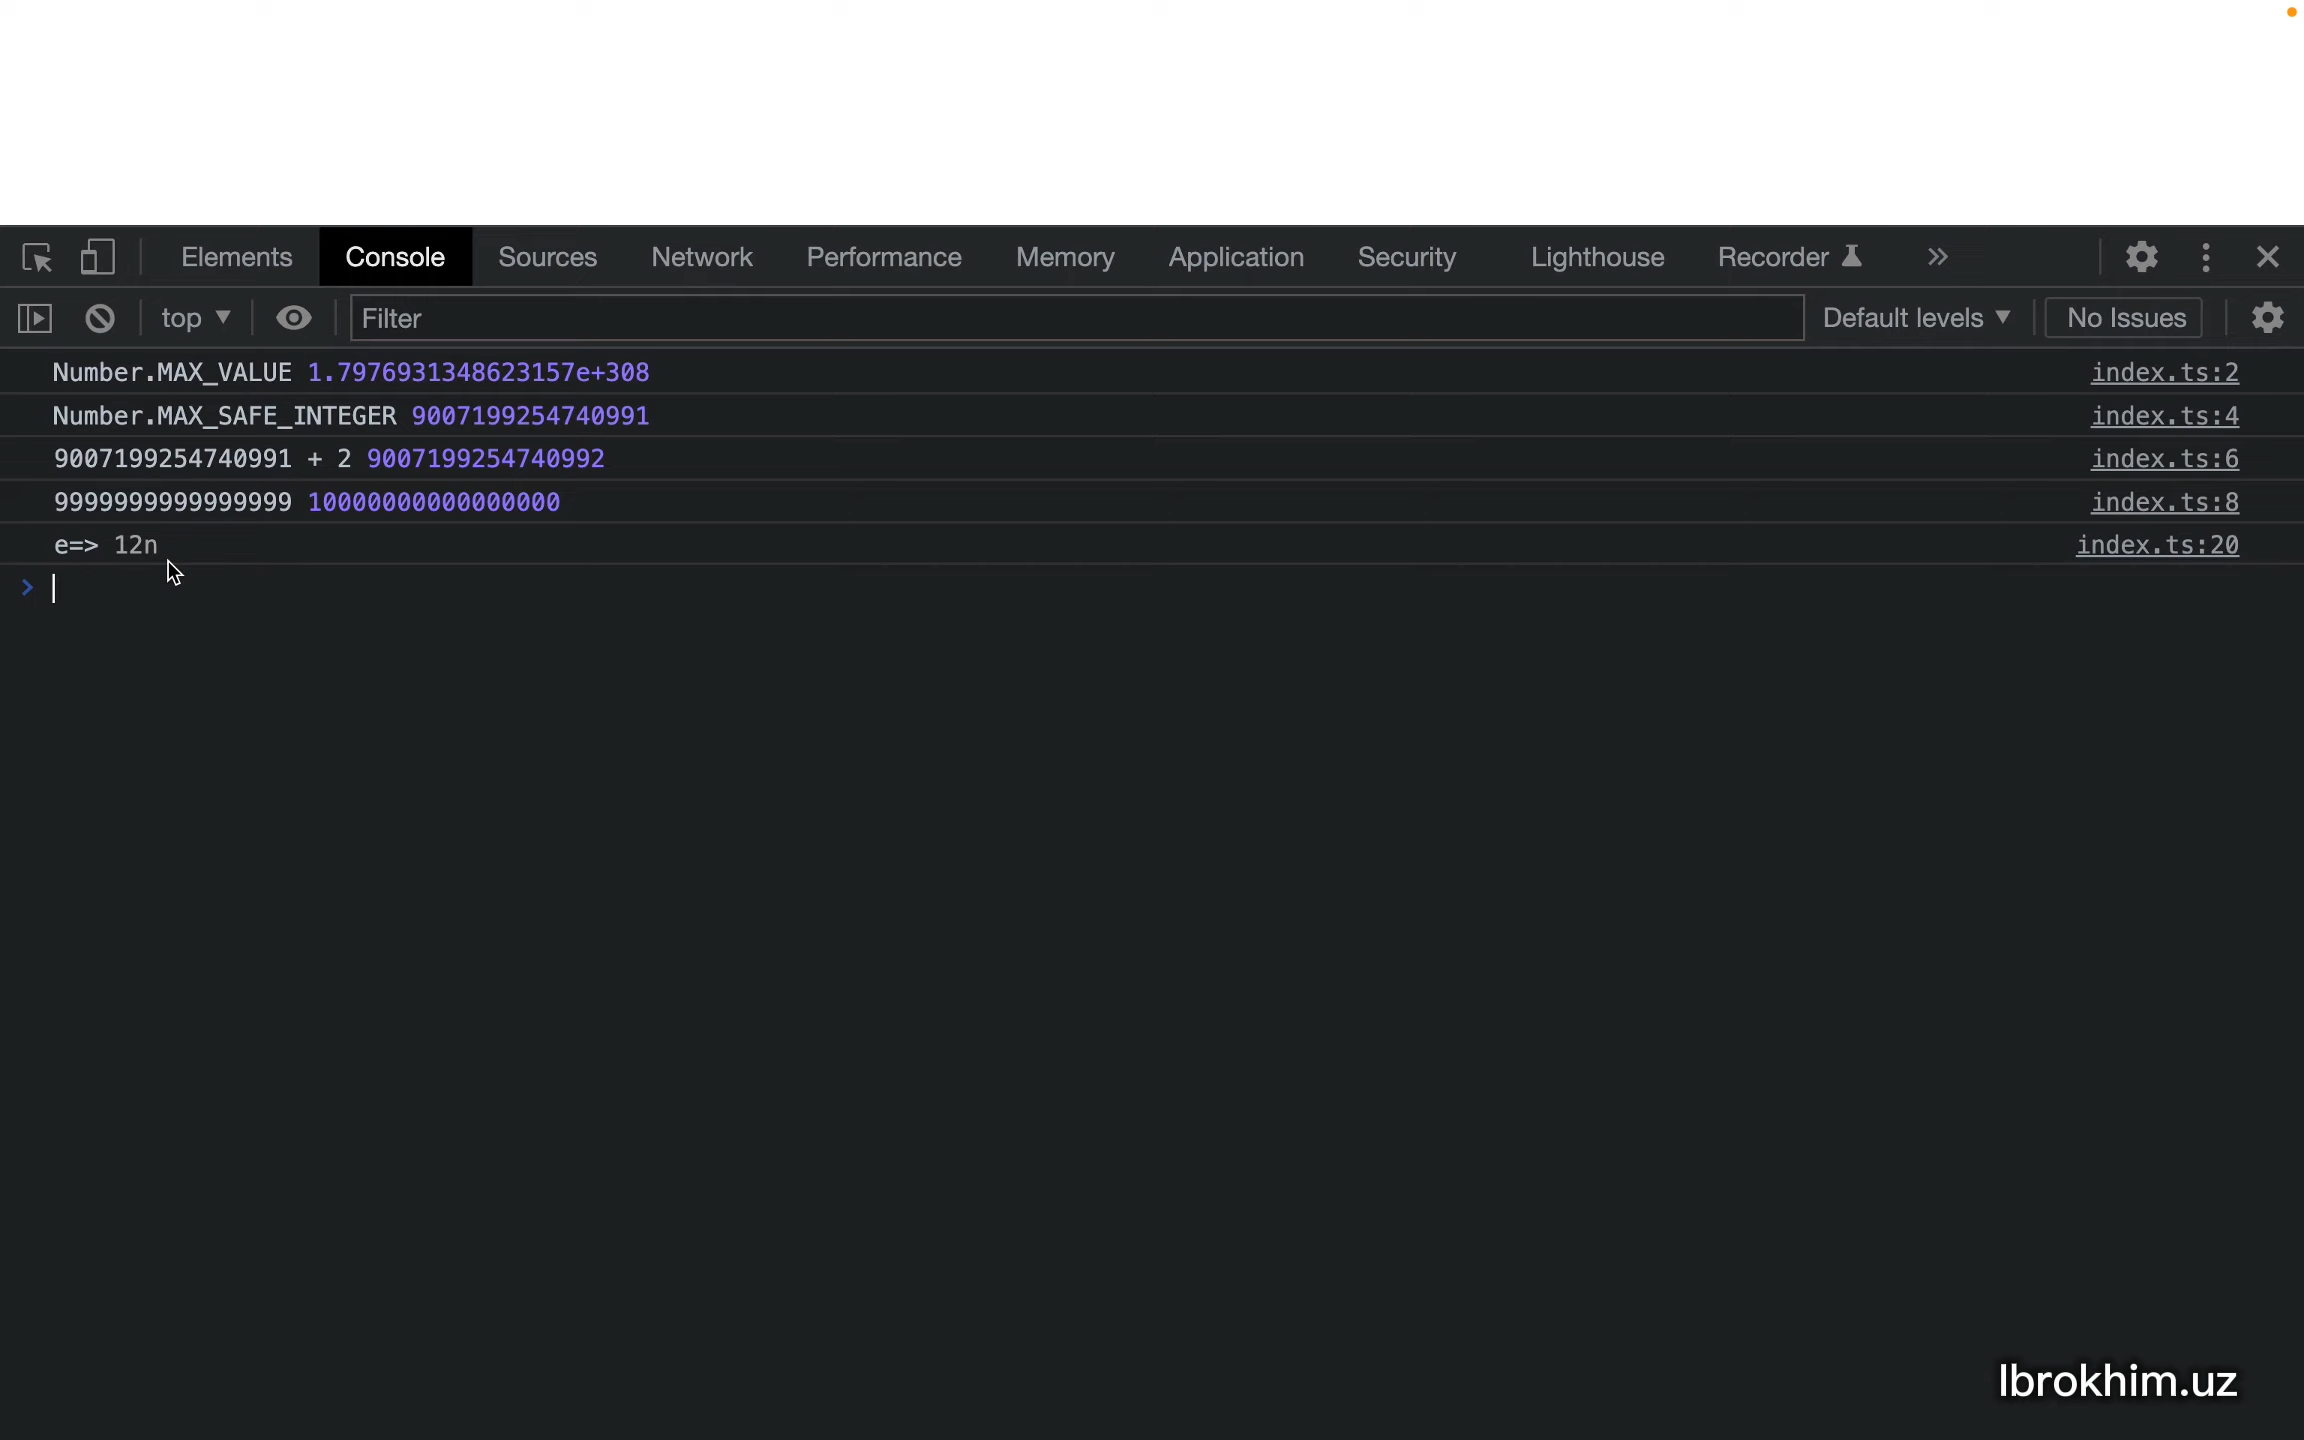 Elements Console Sources Network Performance Memory Application Security Lighthouse Recorder
top Filter Default levels No Issues
Number.MAX_VALUE 1.7976931348623157e+308 index.ts:2
Number.MAX_SAFE_INTEGER 9007199254740991 index.ts:4
9007199254740991 + 2 9007199254740992 index.ts:6
9999999999999999 10000000000000000 index.ts:8
e=> 12n index.ts:20
Ibrokhim.uz